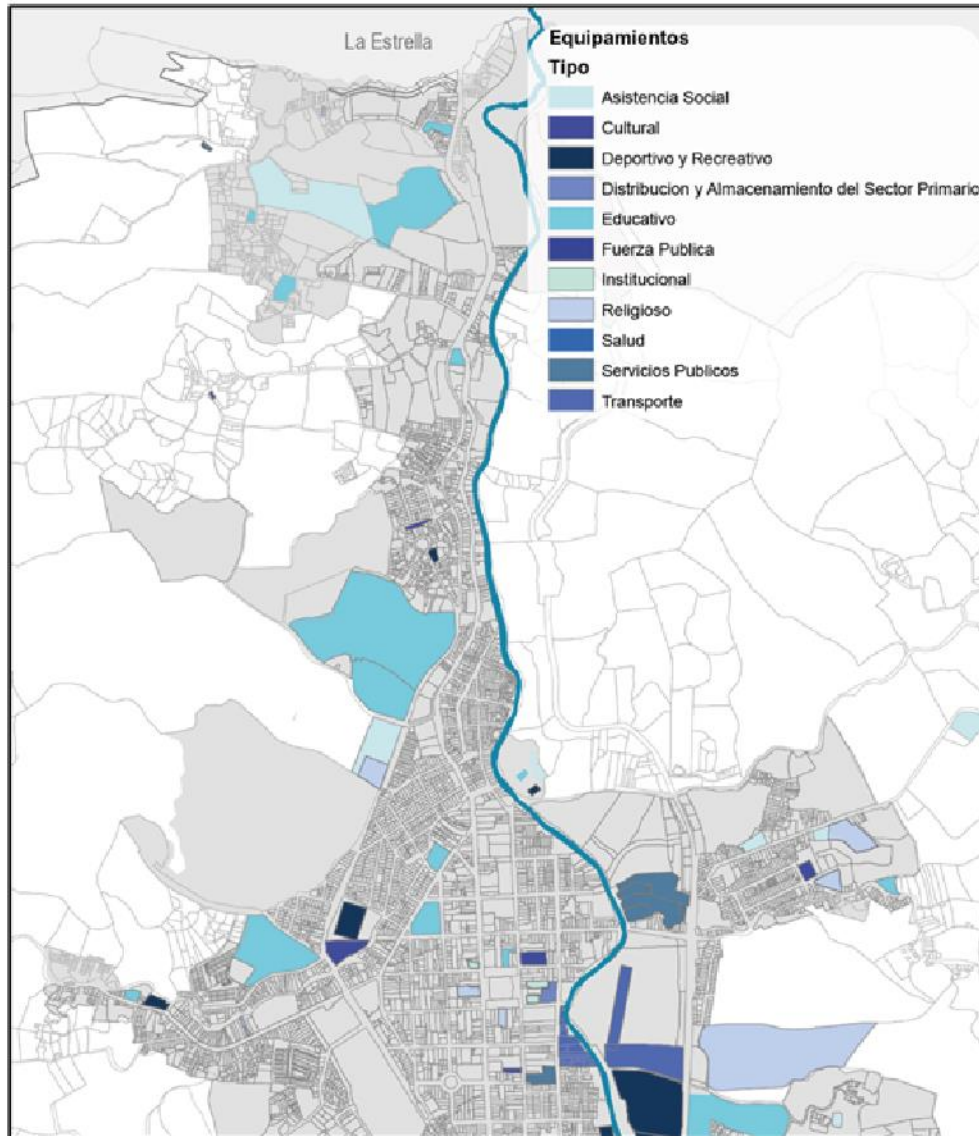 La Estrella
Equipamientos
Tipo
Asistencia Social
Cultural
Deportivo y Recreativo
Distribucion y Almacenamiento del Sector Primario
Educativo
Fuerza Publica
Institucional
Religioso
Salud
Servicios Publicos
Transporte